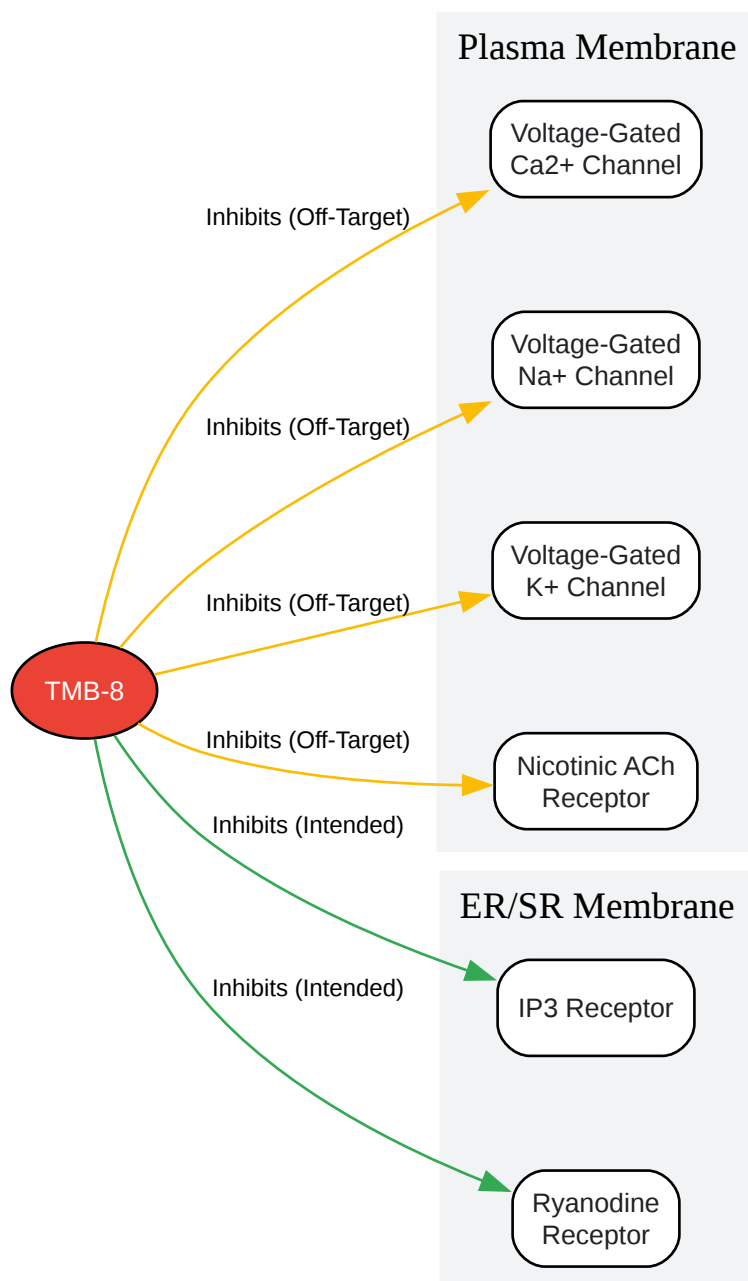 Plasma Membrane
Voltage-Gated
Ca2+ Channel
Inhibits (Off-Target)
Voltage-Gated
Na+ Channel
Inhibits (Off-Target)
Voltage-Gated
K+ Channel
Inhibits (Off-Target)
TMB-8
Inhibits (Off-Target)
Nicotinic ACh
Receptor
Inhibits (Intended)
ER/SR Membrane
Inhibits (Intended)
IP3 Receptor
Ryanodine
Receptor